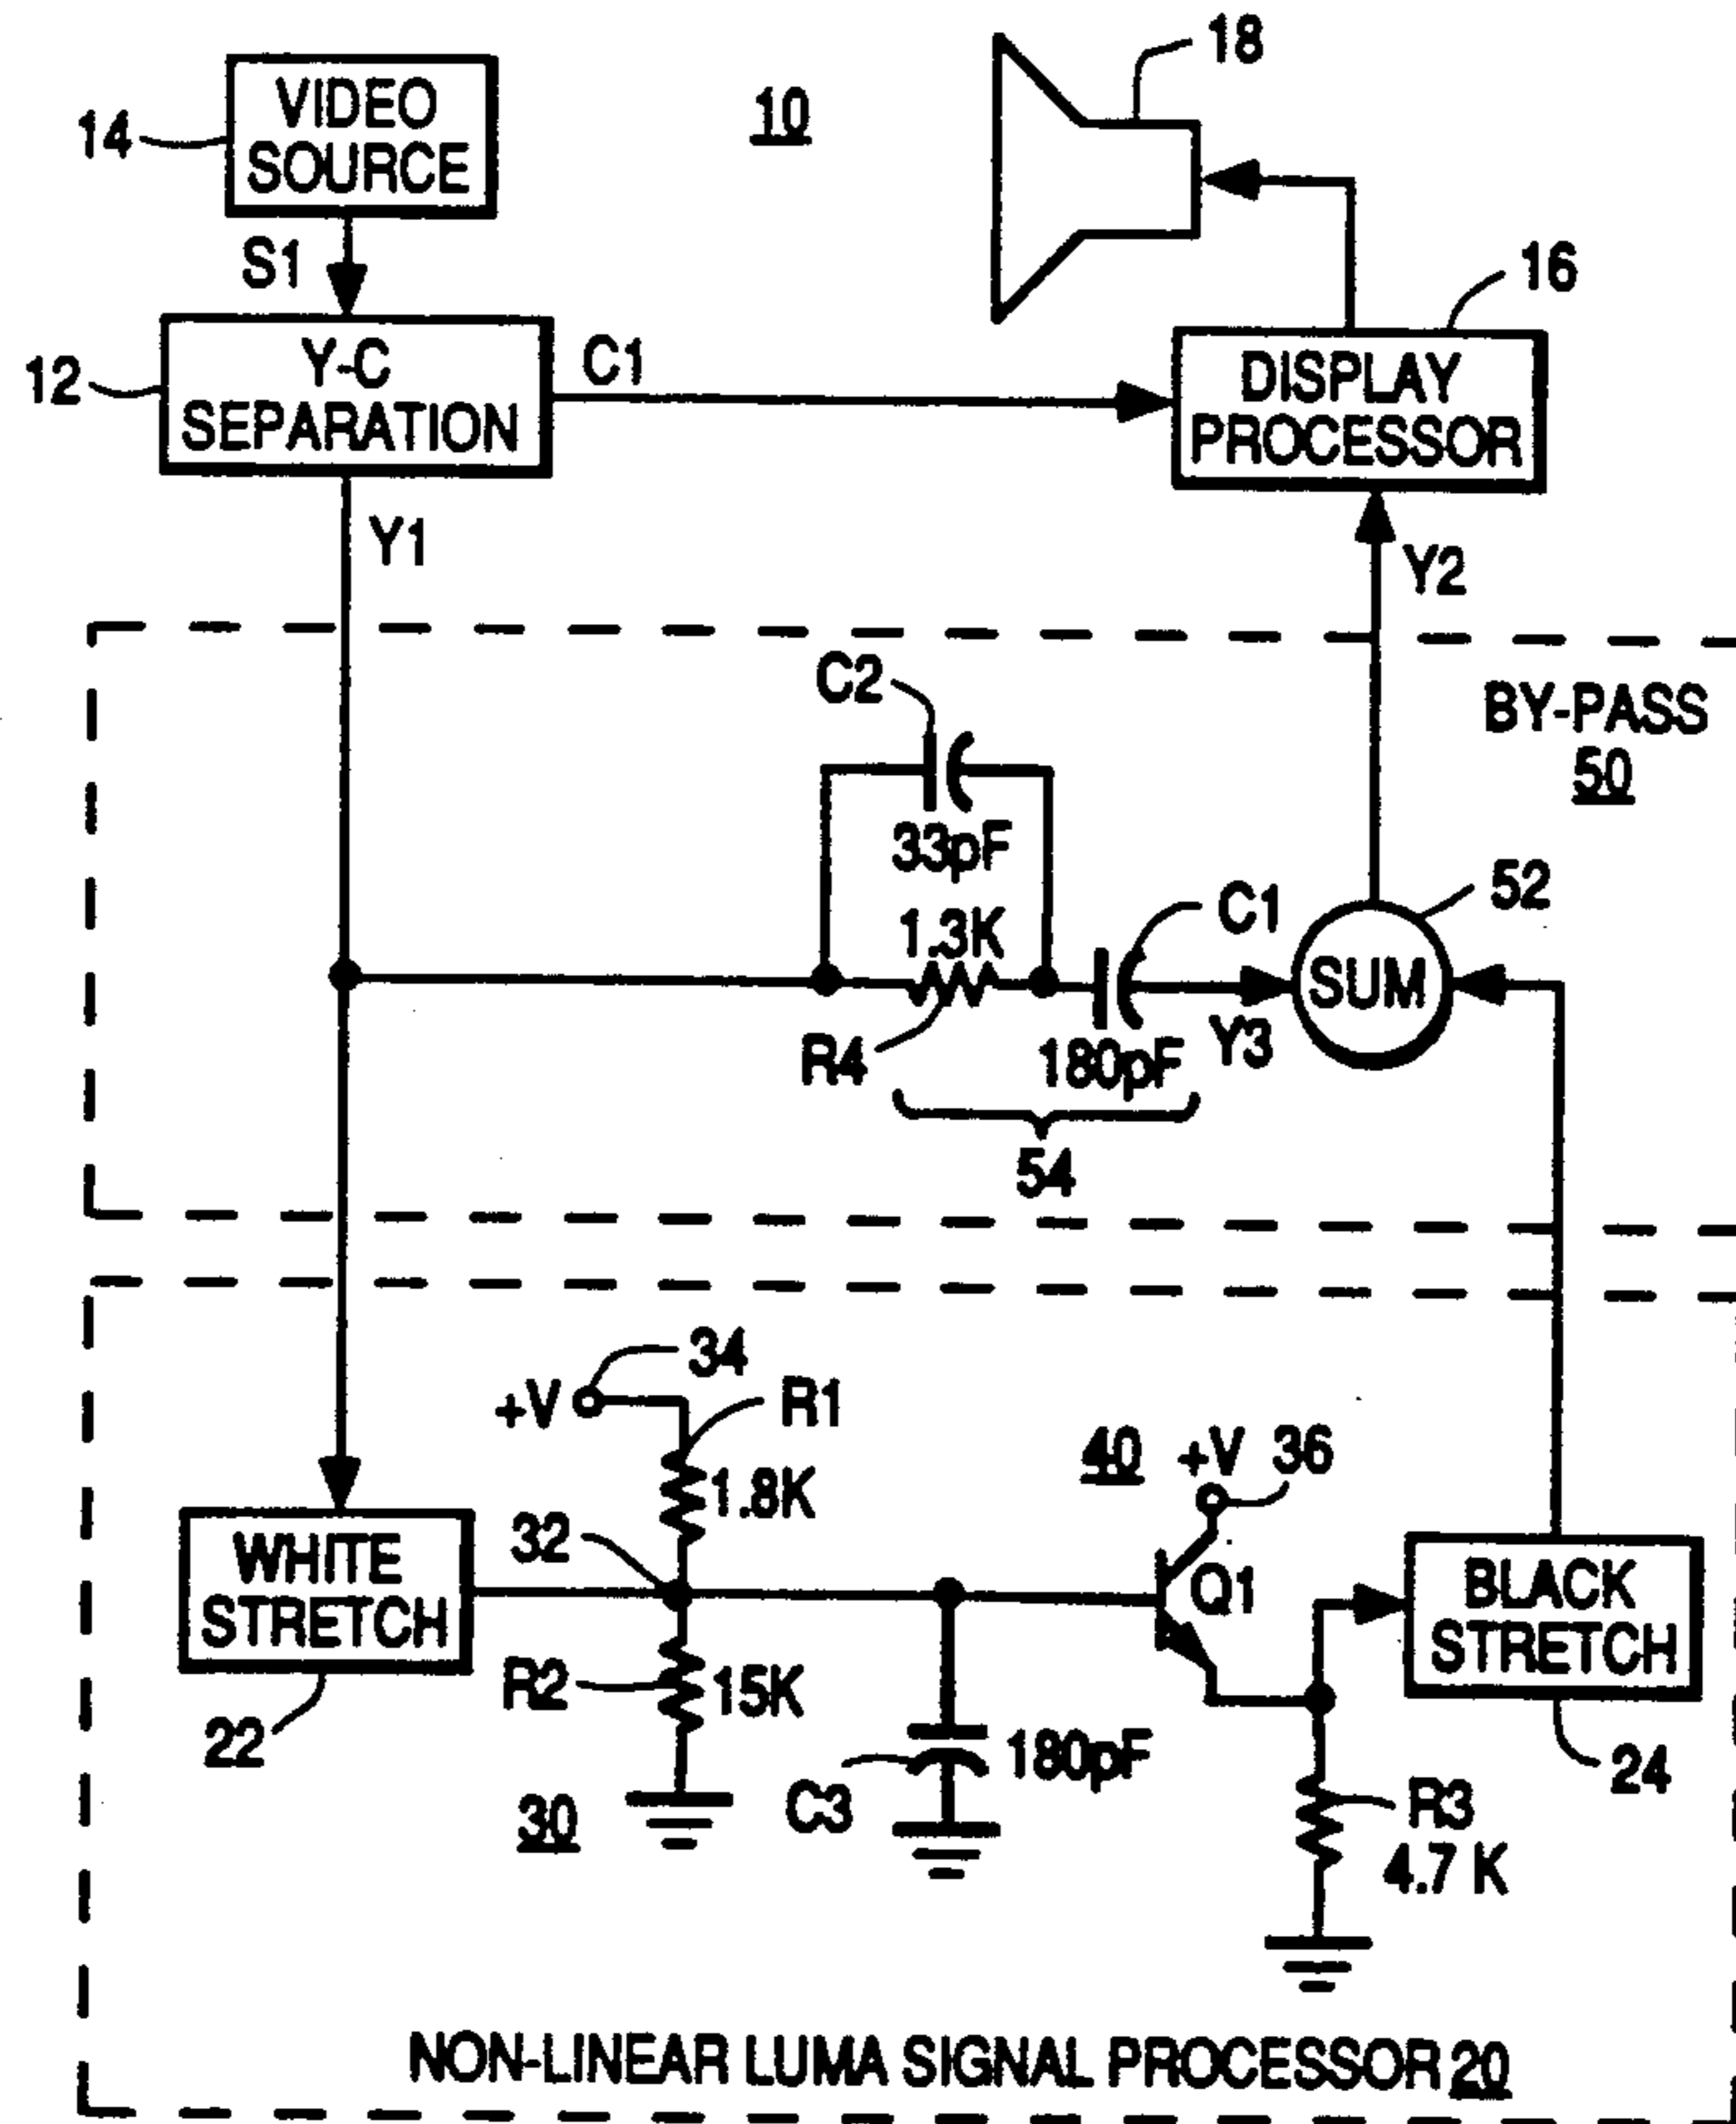 18
VIDEO
SOURCE
14
10
S1
16
Y-C
SEPARATION
12
C1
DISPLAY
PROCESSOR
Y1
Y2
C2
BY-PASS
50
33pF
1.3K
C1
52
SUM
R4
180pF
Y3
54
34
+V
R1
1.8K
40
+V
36
WHITE
STRETCH
32
Q1
BLACK
STRETCH
R2
15K
22
180pF
24
30
C3
R3
4.7 K
NON-LINEAR LUMA SIGNAL PROCESSOR 20